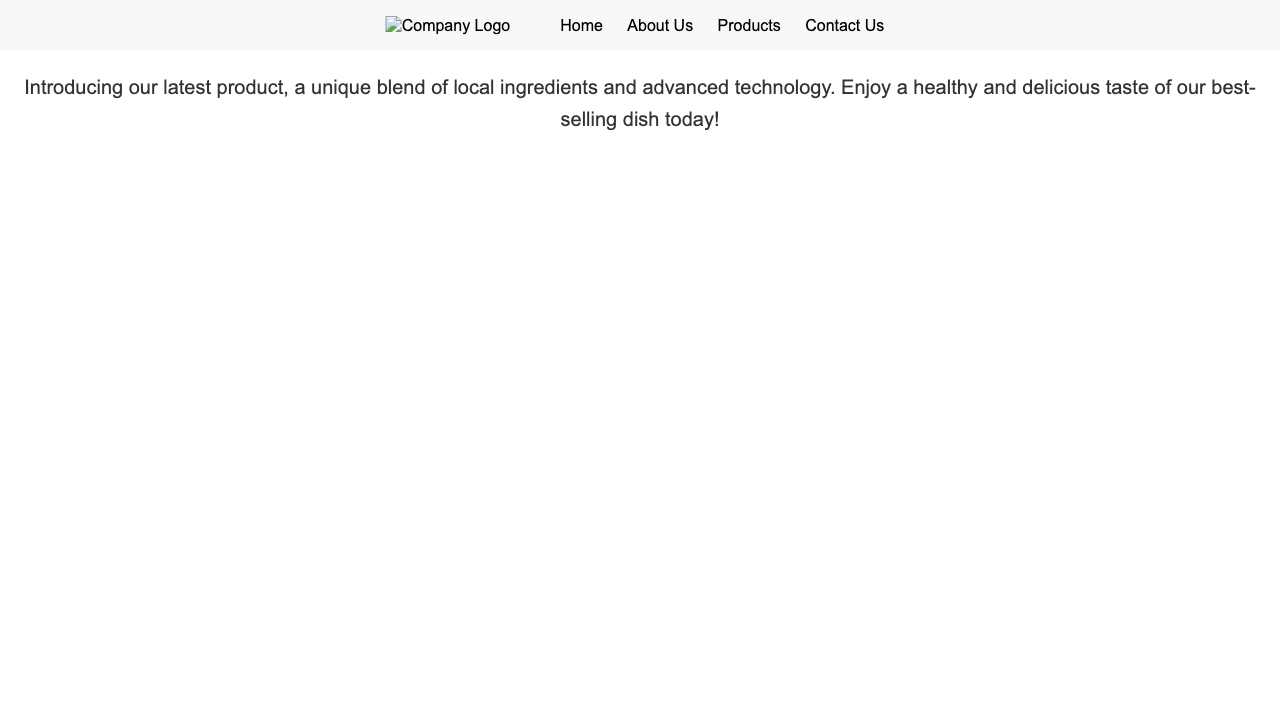 Company Logo Home About Us Products Contact Us
Introducing our latest product, a unique blend of local ingredients and advanced technology. Enjoy a healthy and delicious taste of our best-
selling dish today!